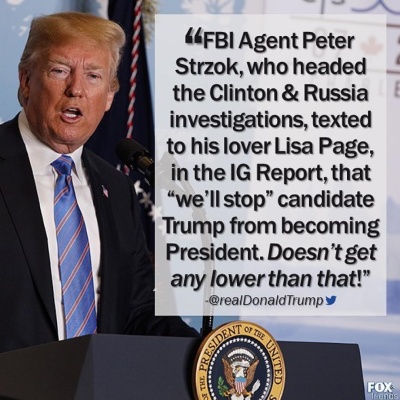 “FBI Agent Peter
Strzok, who headed
the Clinton & Russia
investigations, texted
to his lover Lisa Page,
in the IG Report, that
“we’ll stop” candidate
Trump from becoming
President. Doesn’t get
any lower than that!”
-@realDonaldTrump
PRESIDENT OF THE
FOX
friends